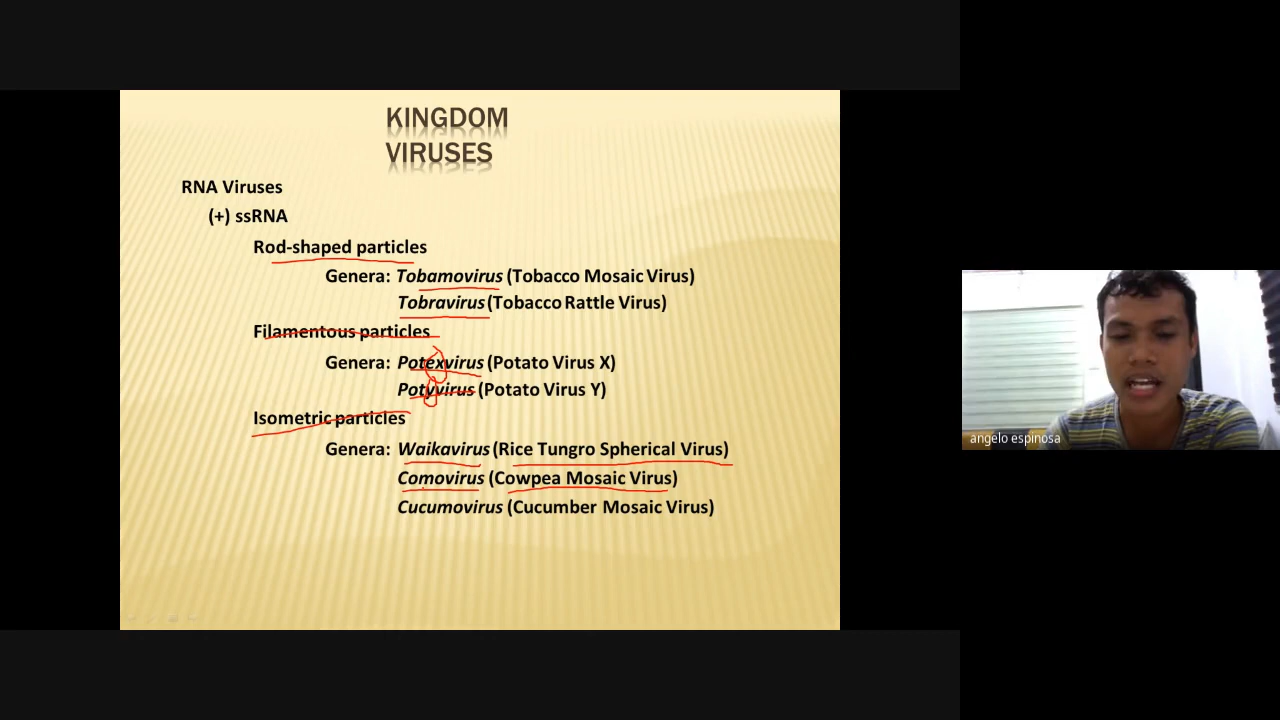 KINGDOM
VIRUSES
RNA Viruses
(+) ssRNA
Rod-shaped particles
Genera: Tobamovirus (Tobacco Mosaic Virus)
Tobravirus (Tobacco Rattle Virus)
Filamentous particles
Genera: Potexvirus (Potato Virus X)
Potyvirus (Potato Virus Y)
Isometric particles
Genera: Waikavirus (Rice Tungro Spherical Virus)
Comovirus (Cowpea Mosaic Virus)
Cucumovirus (Cucumber Mosaic Virus)
angelo espinosa